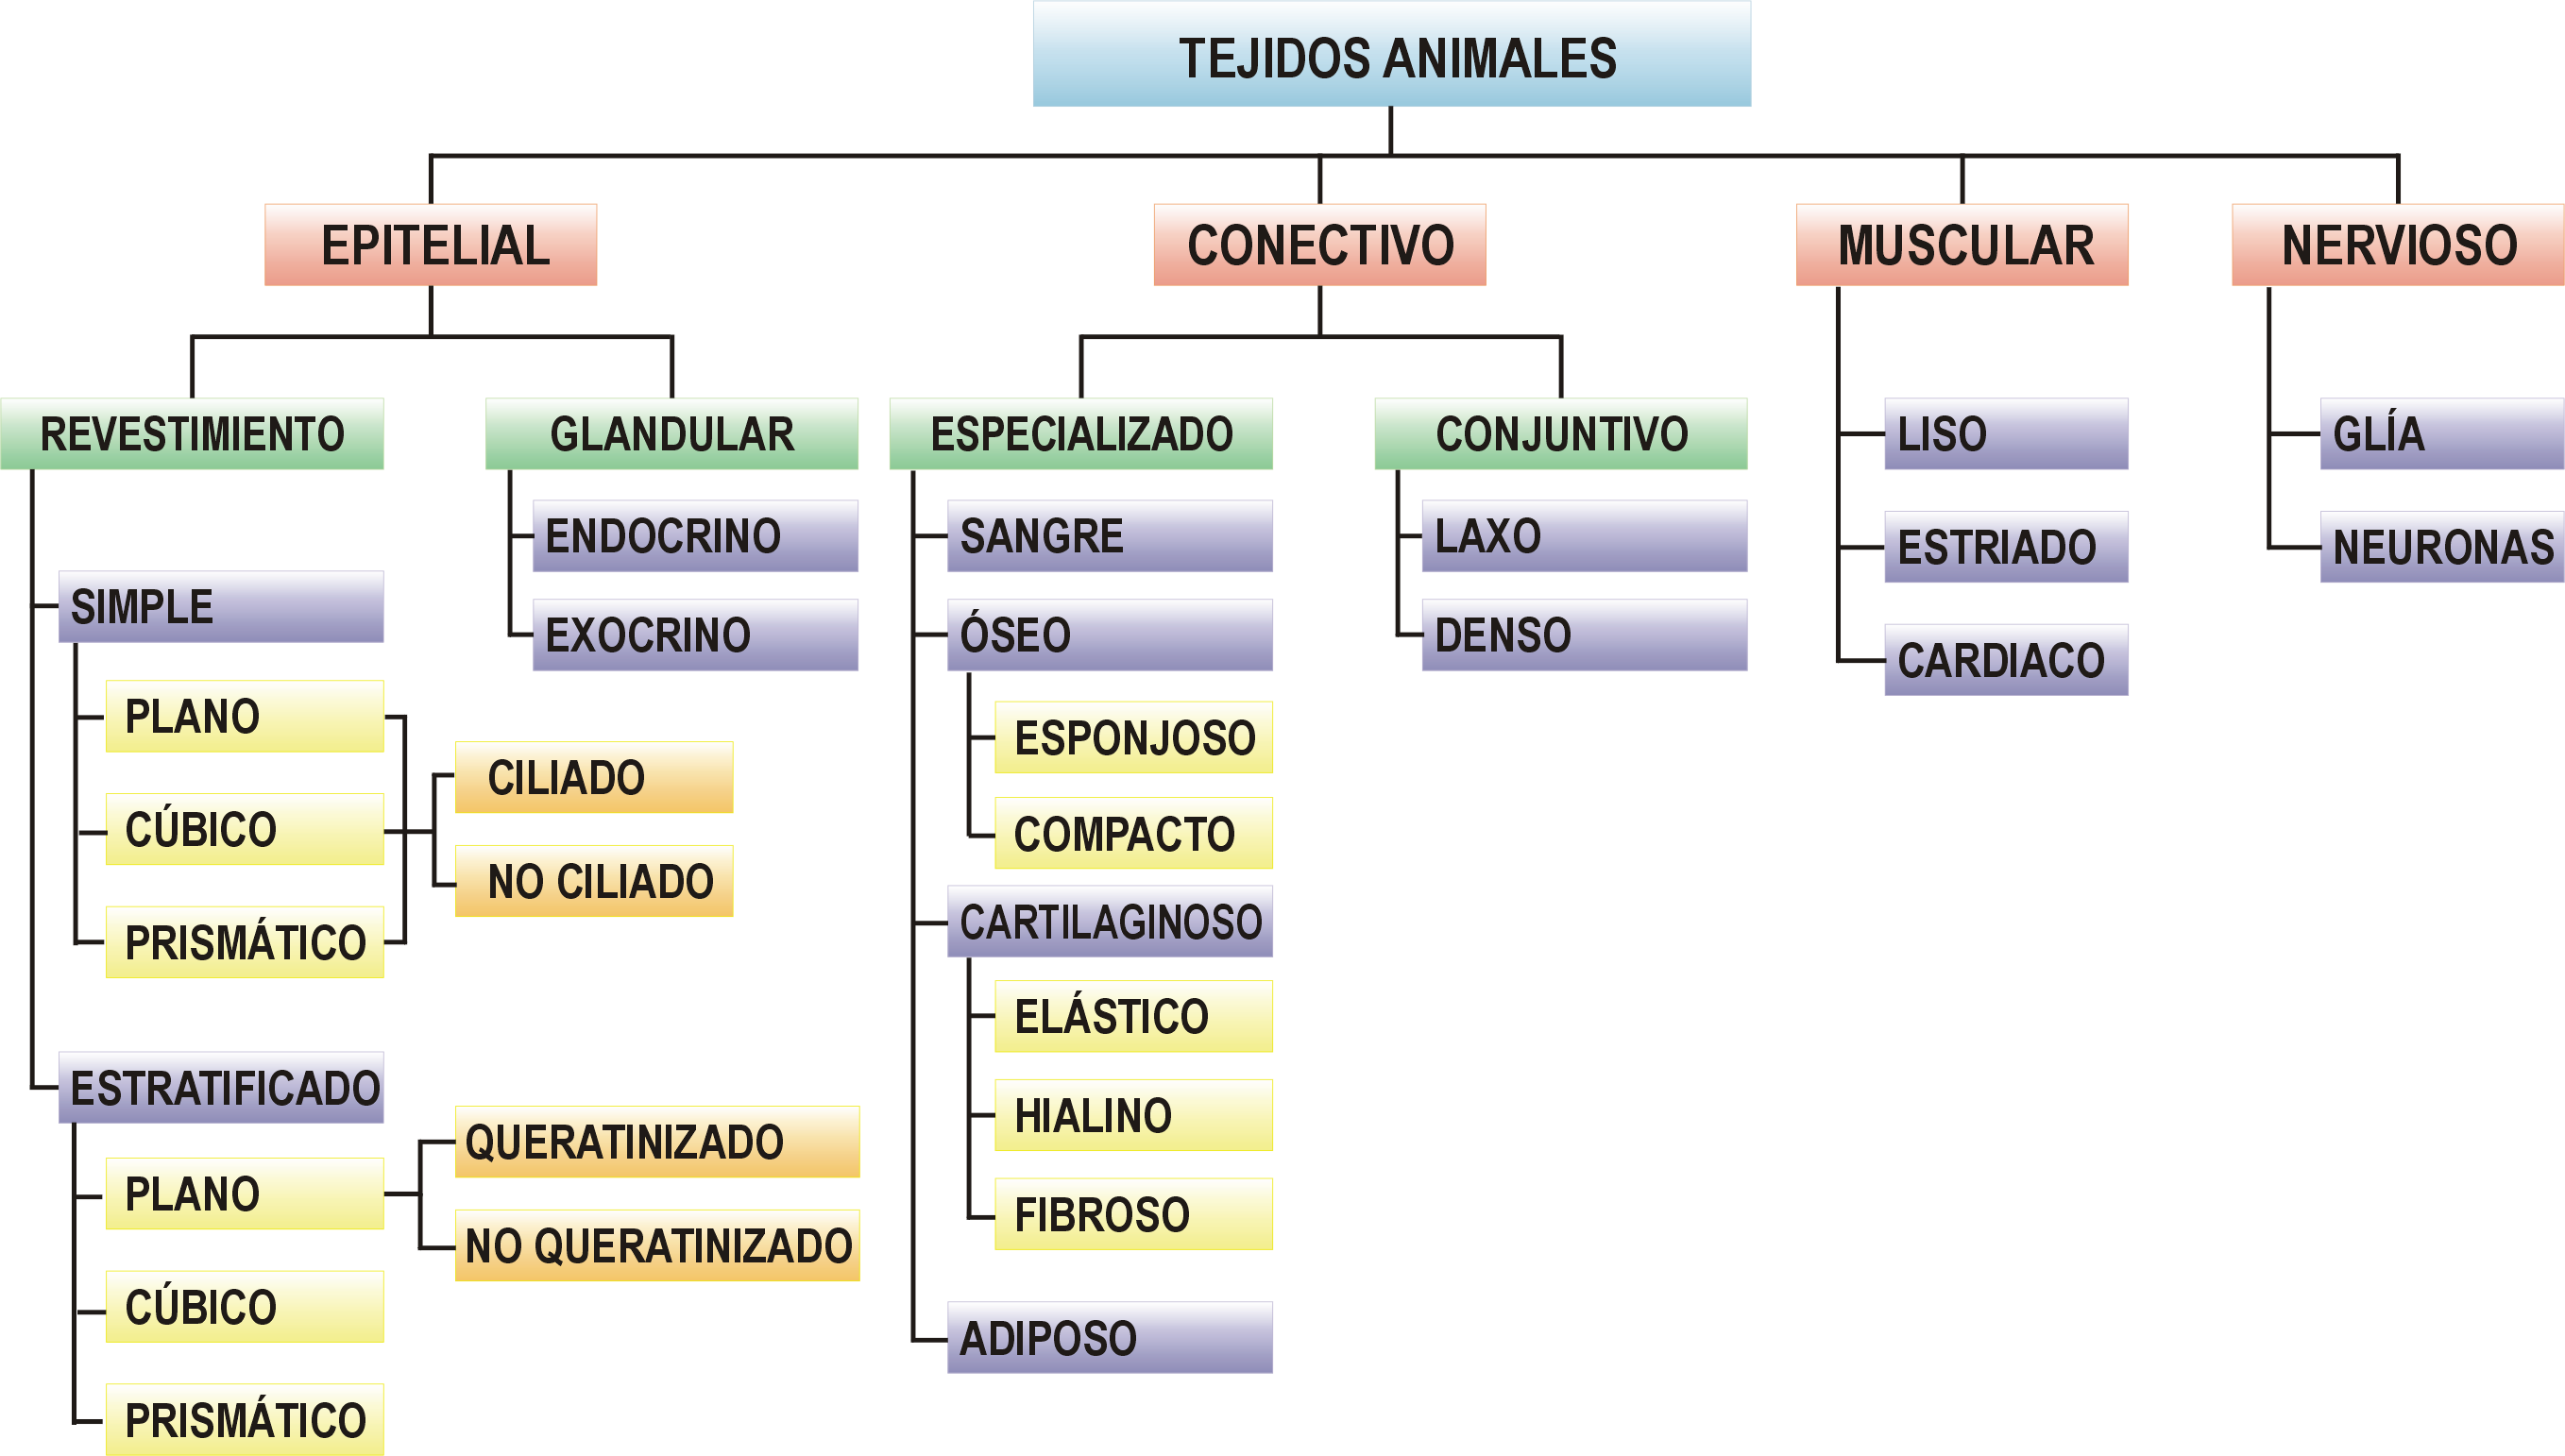 TEJIDOS ANIMALES
EPITELIAL
CONECTIVO
MUSCULAR
NERVIOSO
REVESTIMIENTO
GLANDULAR
ESPECIALIZADO
CONJUNTIVO
LISO
GLÍA
ENDOCRINO
SANGRE
LAXO
ESTRIADO
NEURONAS
SIMPLE
EXOCRINO
ÓSEO
DENSO
CARDIACO
PLANO
ESPONJOSO
CILIADO
CÚBICO
COMPACTO
NO CILIADO
PRISMÁTICO
CARTILAGINOSO
ELÁSTICO
ESTRATIFICADO
HIALINO
QUERATINIZADO
PLANO
FIBROSO
NO QUERATINIZADO
CÚBICO
ADIPOSO
PRISMÁTICO